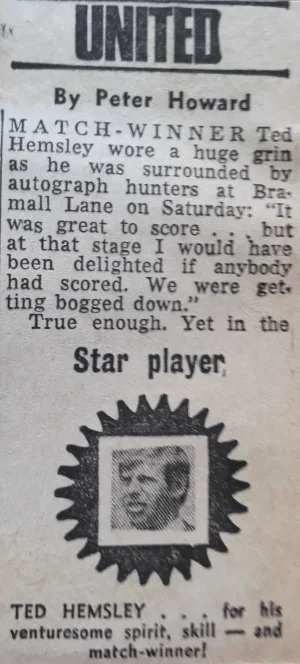 UNITED
By Peter Howard
MATCH-WINNER Ted
Hemsley wore a huge grin
as he was surrounded by
autograph hunters at Bra-
mall Lane on Saturday: "It
was great to score . . . but
at that stage I would have
been delighted if anybody
had scored. We were get-
ting bogged down."
True enough. Yet in the
Star player
TED HEMSLEY . . . for his
venturesome spirit, skill — and
match-winner!